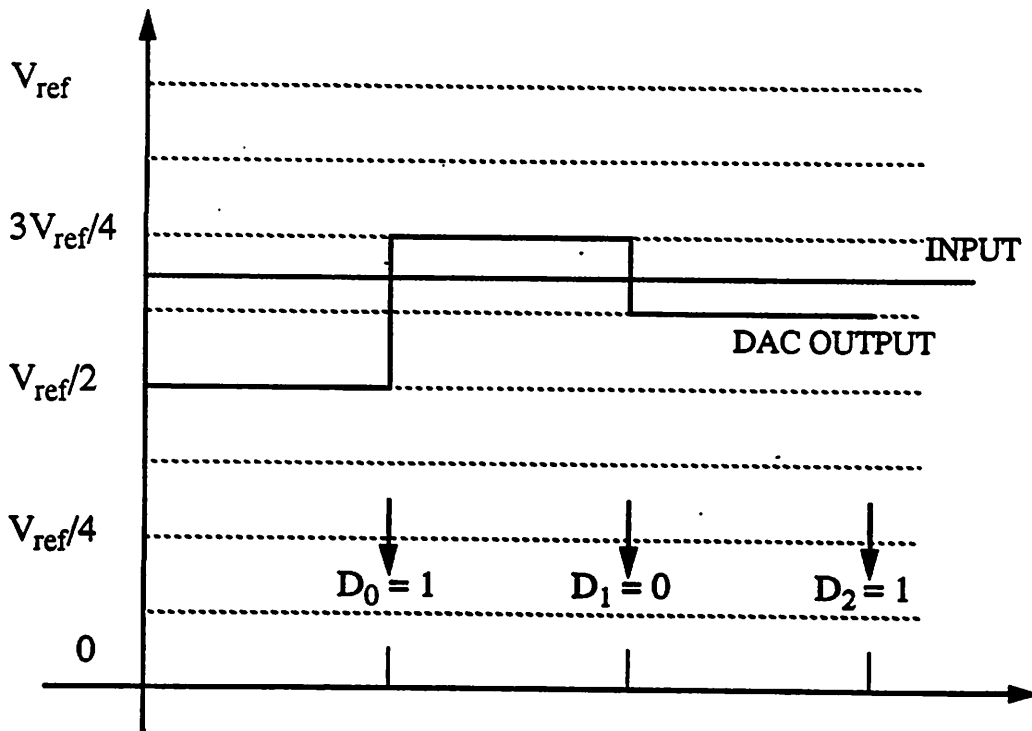 V_ref
3V_ref/4
INPUT
DAC OUTPUT
V_ref/2
V_ref/4
D_0 = 1
D_1 = 0
D_2 = 1
0